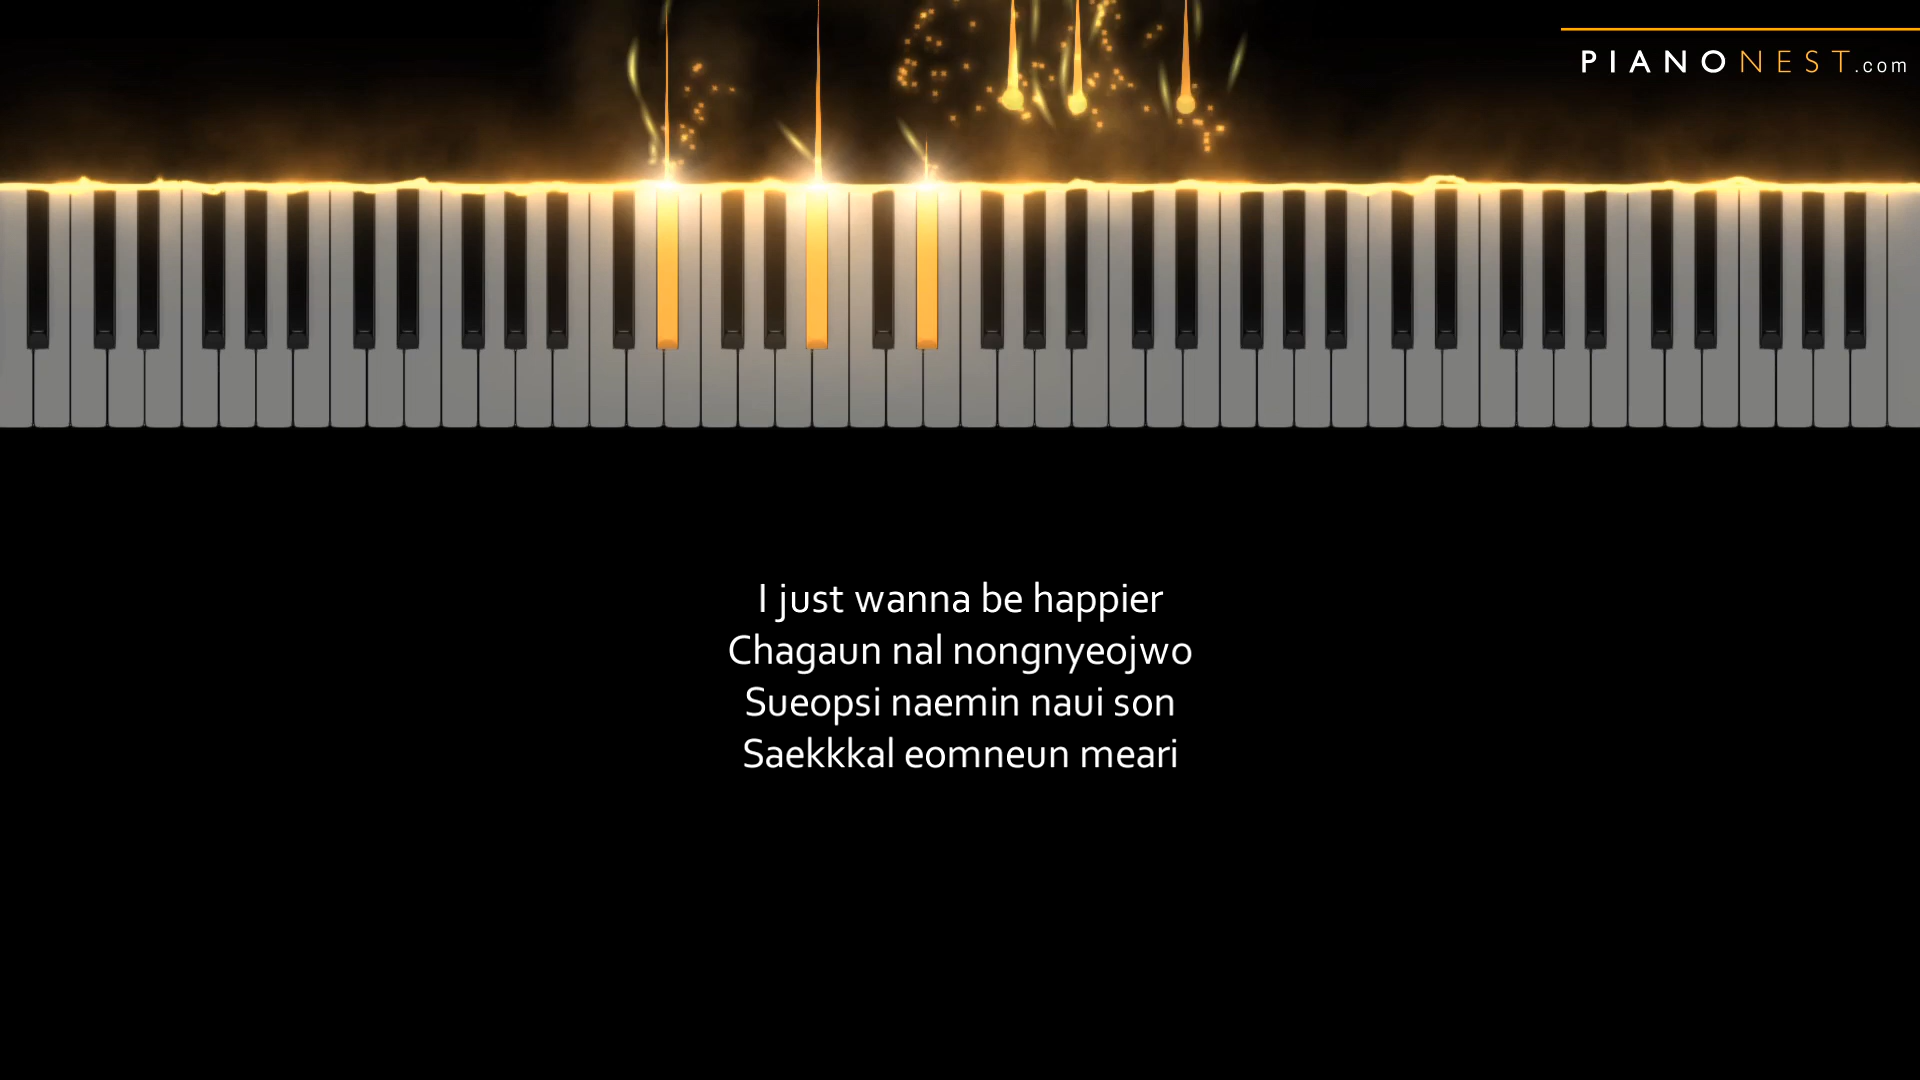 PIANONEST.com
I just wanna be happier
Chagaun nal nongnyeojwo
Sueopsi naemin naui son
Saekkkal eomneun meari